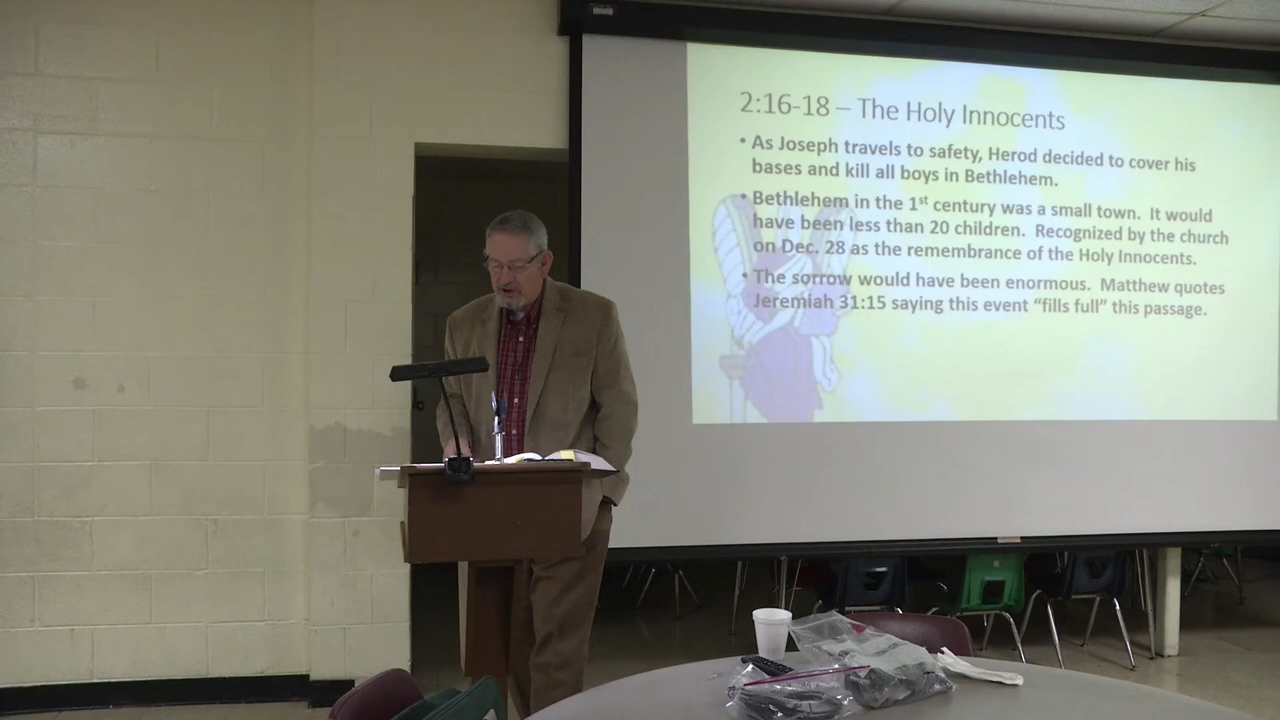 2:16-18 – The Holy Innocents
• As Joseph travels to safety, Herod decided to cover his
bases and kill all boys in Bethlehem.
• Bethlehem in the 1st century was a small town. It would
have been less than 20 children. Recognized by the church
on Dec. 28 as the remembrance of the Holy Innocents.
• The sorrow would have been enormous. Matthew quotes
Jeremiah 31:15 saying this event “fills full” this passage.